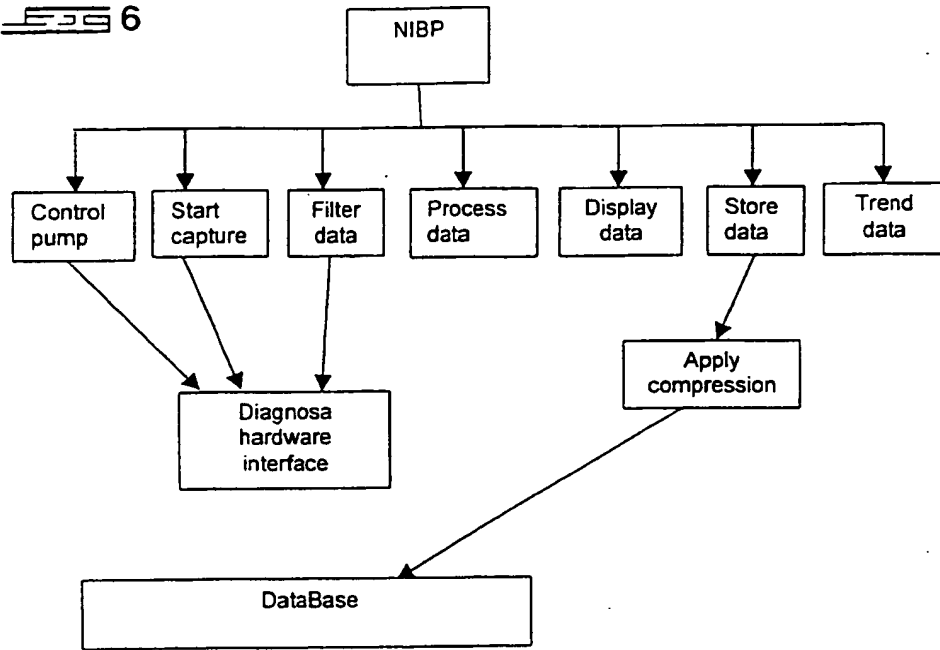 6
NIBP
Control
pump
Start
capture
Filter
data
Process
data
Display
data
Store
data
Trend
data
Apply
compression
Diagnosa
hardware
interface
DataBase